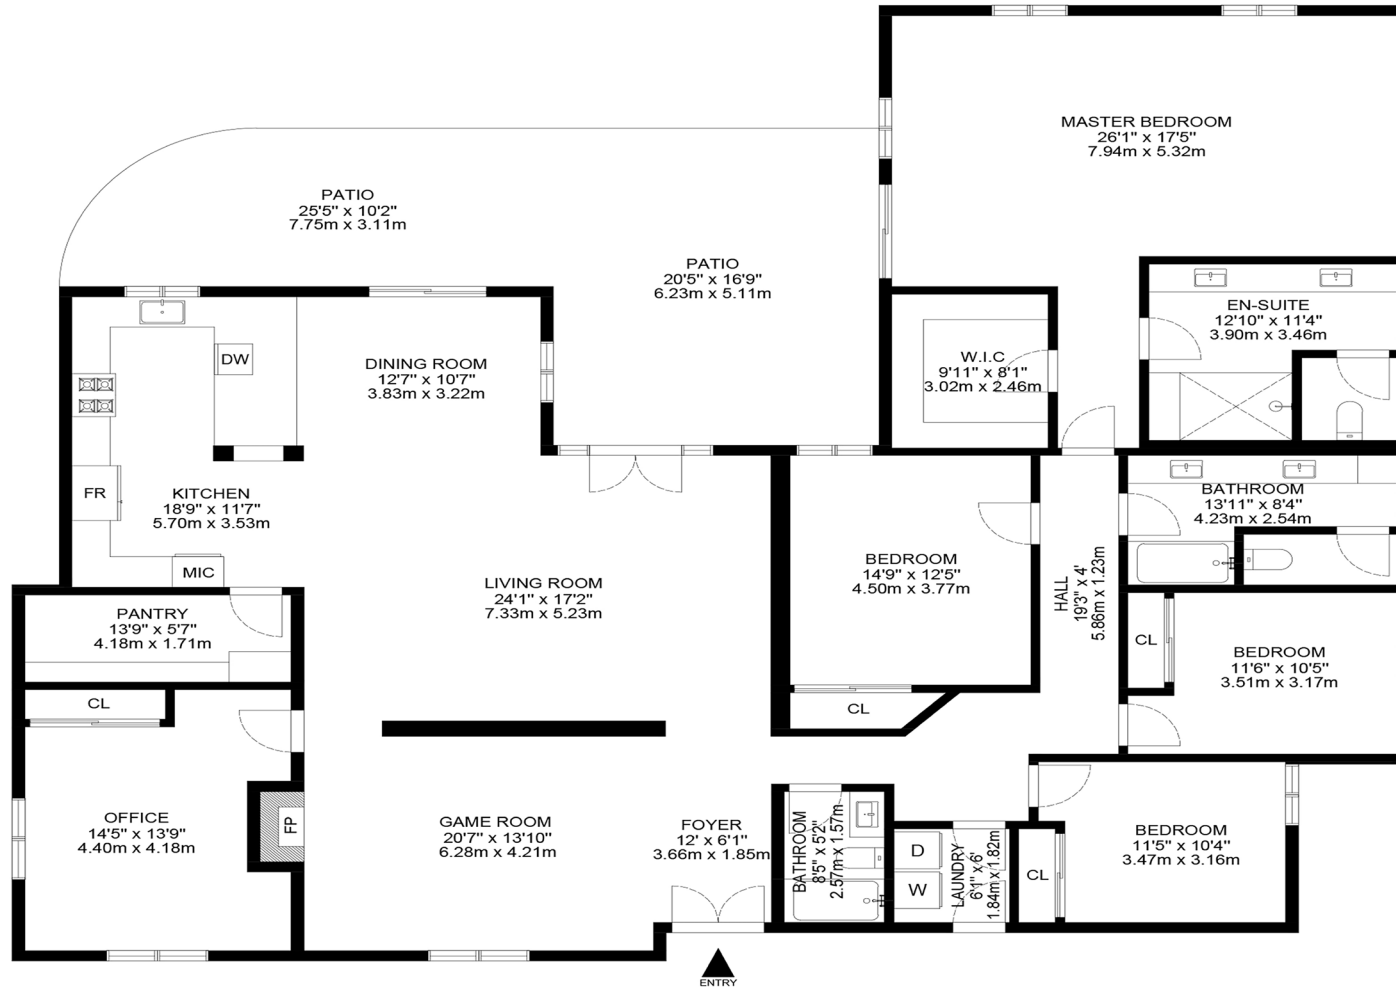 MASTER BEDROOM
26'1" x 17'5"
7.94m x 5.32m
PATIO
25'5" x 10'2"
7.75m x 3.11m
PATIO
20'5" x 16'9"
6.23m x 5.11m
EN-SUITE
12'10" x 11'4"
3.90m x 3.46m
W.I.C
9'11" x 8'1"
3.02m x 2.46m
DW
DINING ROOM
12'7" x 10'7"
3.83m x 3.22m
FR
KITCHEN
18'9" x 11'7"
5.70m x 3.53m
MIC
BATHROOM
13'11" x 8'4"
4.23m x 2.54m
BEDROOM
14'9" x 12'5"
4.50m x 3.77m
CL
LIVING ROOM
24'1" x 17'2"
7.33m x 5.23m
HALL
19'3" x 4'
5.86m x 1.23m
PANTRY
13'9" x 5'7"
4.18m x 1.71m
CL
CL
BEDROOM
11'6" x 10'5"
3.51m x 3.17m
OFFICE
14'5" x 13'9"
4.40m x 4.18m
FP
GAME ROOM
20'7" x 13'10"
6.28m x 4.21m
FOYER
12' x 6'1"
3.66m x 1.85m
BATHROOM
8'5" x 5'2"
2.57m x 1.57m
D
W
LAUNDRY
6'1" x 6'
1.84m x 1.82m
CL
BEDROOM
11'5" x 10'4"
3.47m x 3.16m
ENTRY